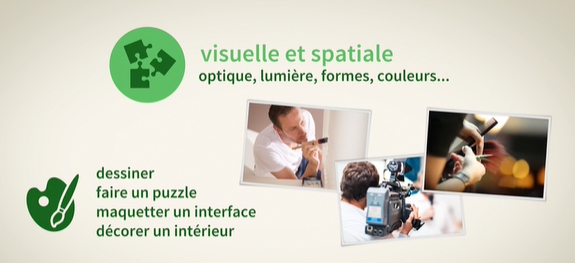 visuelle et spatiale
optique, lumière, formes, couleurs...
dessiner
faire un puzzle
maquetter un interface
décorer un intérieur